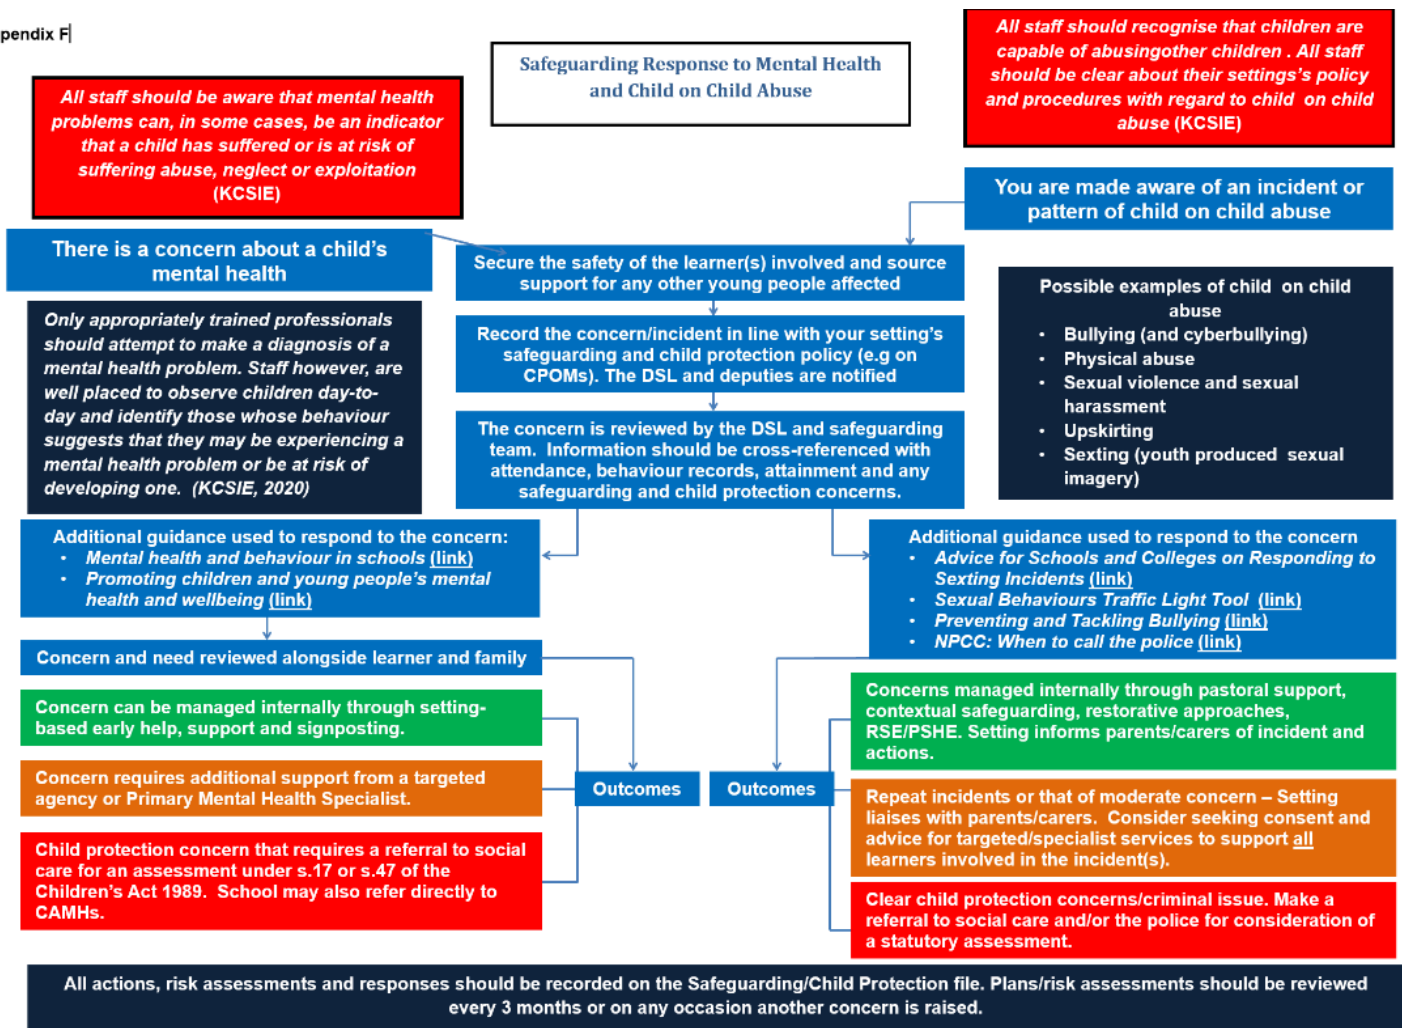 pendix F
Safeguarding Response to Mental Health
and Child on Child Abuse
All staff should be aware that mental health
problems can, in some cases, be an indicator
that a child has suffered or is at risk of
suffering abuse, neglect or exploitation
(KCSIE)
All staff should recognise that children are
capable of abusingother children . All staff
should be clear about their settings's policy
and procedures with regard to child  on child
abuse (KCSIE)
There is a concern about a child's
mental health
You are made aware of an incident or
pattern of child on child abuse
Secure the safety of the learner(s) involved and source
support for any other young people affected
Record the concern/incident in line with your setting's
safeguarding and child protection policy (e.g on
CPOMs). The DSL and deputies are notified
The concern is reviewed by the DSL and safeguarding
team.  Information should be cross-referenced with
attendance, behaviour records, attainment and any
safeguarding and child protection concerns.
Only appropriately trained professionals
should attempt to make a diagnosis of a
mental health problem. Staff however, are
well placed to observe children day-to-
day and identify those whose behaviour
suggests that they may be experiencing a
mental health problem or be at risk of
developing one.  (KCSIE, 2020)
Possible examples of child  on child
abuse
• Bullying (and cyberbullying)
• Physical abuse
• Sexual violence and sexual
harassment
• Upskirting
• Sexting (youth produced  sexual
imagery)
Additional guidance used to respond to the concern:
• Mental health and behaviour in schools (link)
• Promoting children and young people's mental
health and wellbeing (link)
Additional guidance used to respond to the concern
• Advice for Schools and Colleges on Responding to
Sexting Incidents (link)
• Sexual Behaviours Traffic Light Tool  (link)
• Preventing and Tackling Bullying (link)
• NPCC: When to call the police (link)
Concern and need reviewed alongside learner and family
Concern can be managed internally through setting-
based early help, support and signposting.
Concern requires additional support from a targeted
agency or Primary Mental Health Specialist.
Child protection concern that requires a referral to social
care for an assessment under s.17 or s.47 of the
Children's Act 1989.  School may also refer directly to
CAMHs.
Outcomes
Outcomes
Concerns managed internally through pastoral support,
contextual safeguarding, restorative approaches,
RSE/PSHE. Setting informs parents/carers of incident and
actions.
Repeat incidents or that of moderate concern – Setting
liaises with parents/carers.  Consider seeking consent and
advice for targeted/specialist services to support all
learners involved in the incident(s).
Clear child protection concerns/criminal issue. Make a
referral to social care and/or the police for consideration of
a statutory assessment.
All actions, risk assessments and responses should be recorded on the Safeguarding/Child Protection file. Plans/risk assessments should be reviewed
every 3 months or on any occasion another concern is raised.